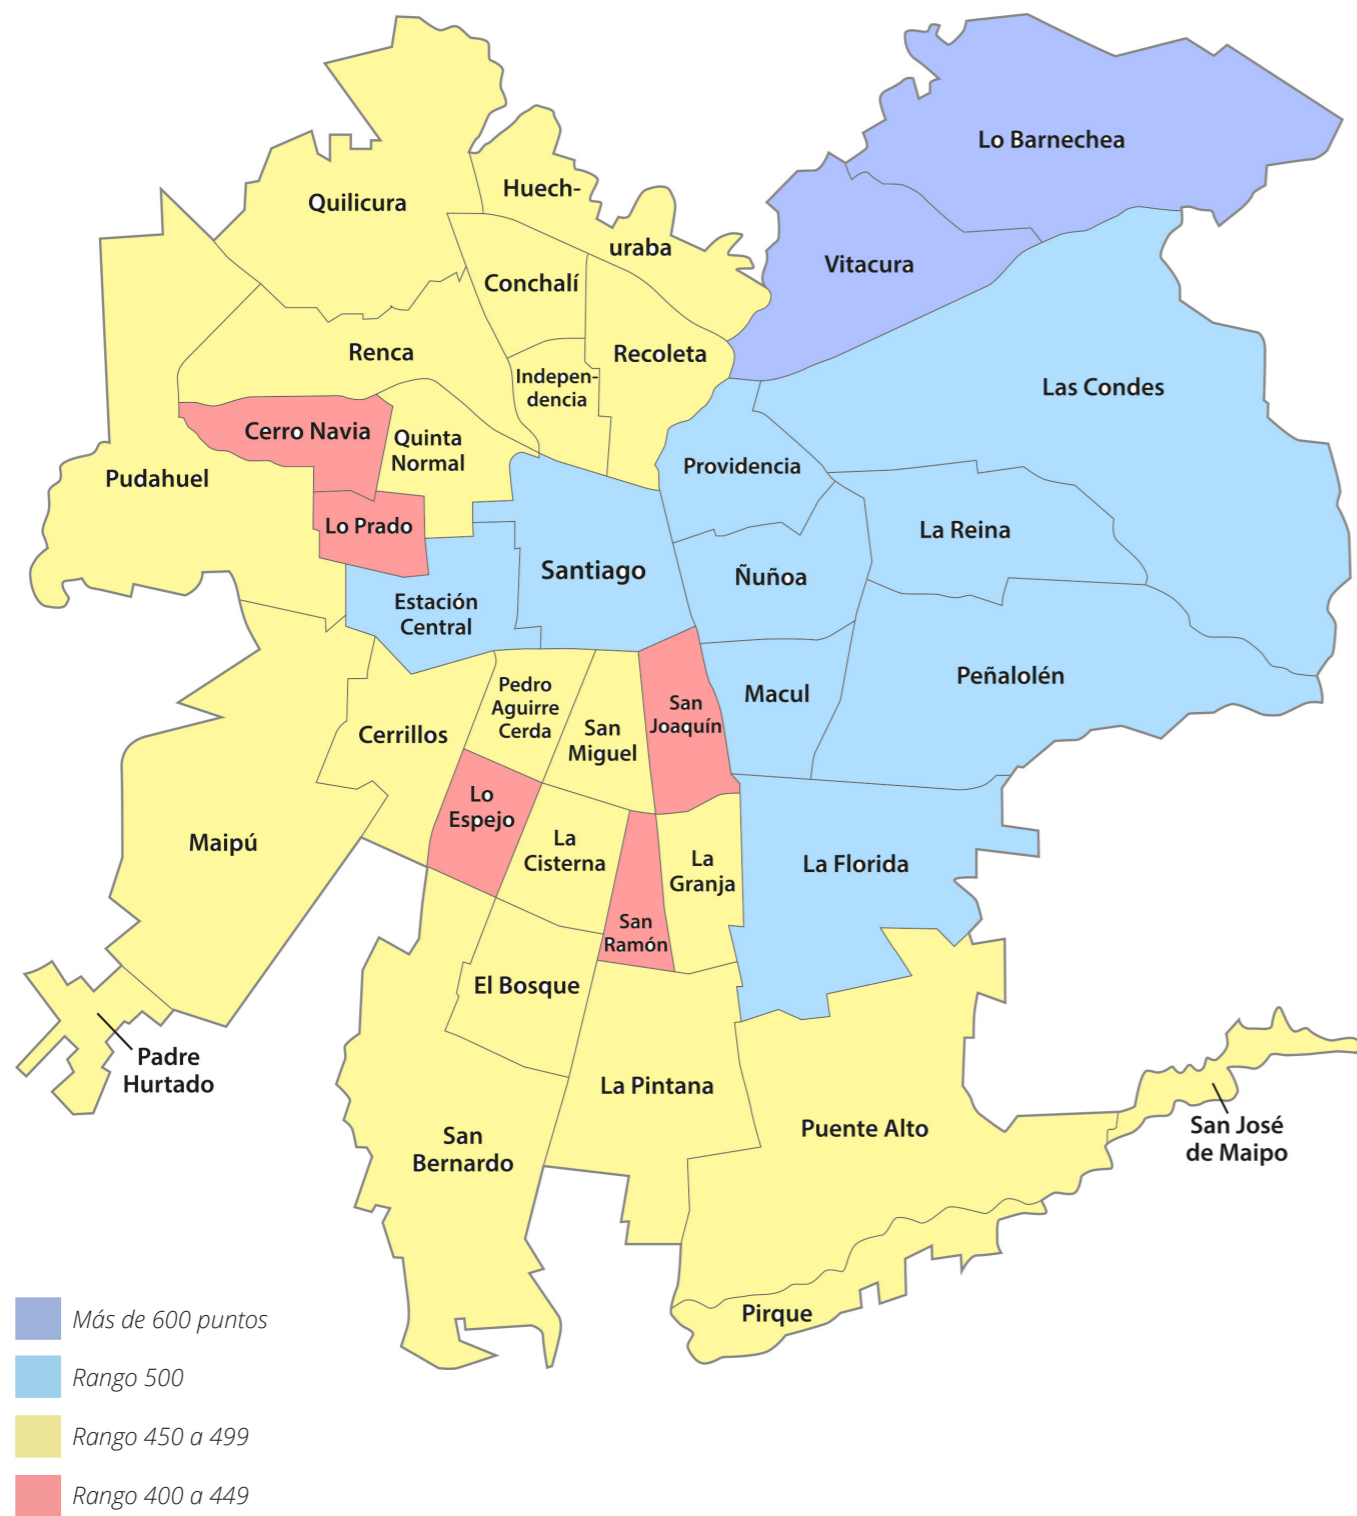 Lo Barnechea
Quilicura
Huech-
uraba
Vitacura
Conchalí
Renca
Recoleta
Indepen-
dencia
Las Condes
Cerro Navia
Quinta
Normal
Providencia
Pudahuel
Lo Prado
La Reina
Santiago
Ñuñoa
Estación
Central
Peñalolén
Pedro
Aguirre
Cerda
Macul
San
Joaquín
Cerrillos
San
Miguel
Lo
Espejo
Maipú
La
Cisterna
La
Granja
La Florida
San
Ramón
El Bosque
Padre
Hurtado
La Pintana
Puente Alto
San José
de Maipo
San
Bernardo
Pirque
Más de 600 puntos
Rango 500
Rango 450 a 499
Rango 400 a 449